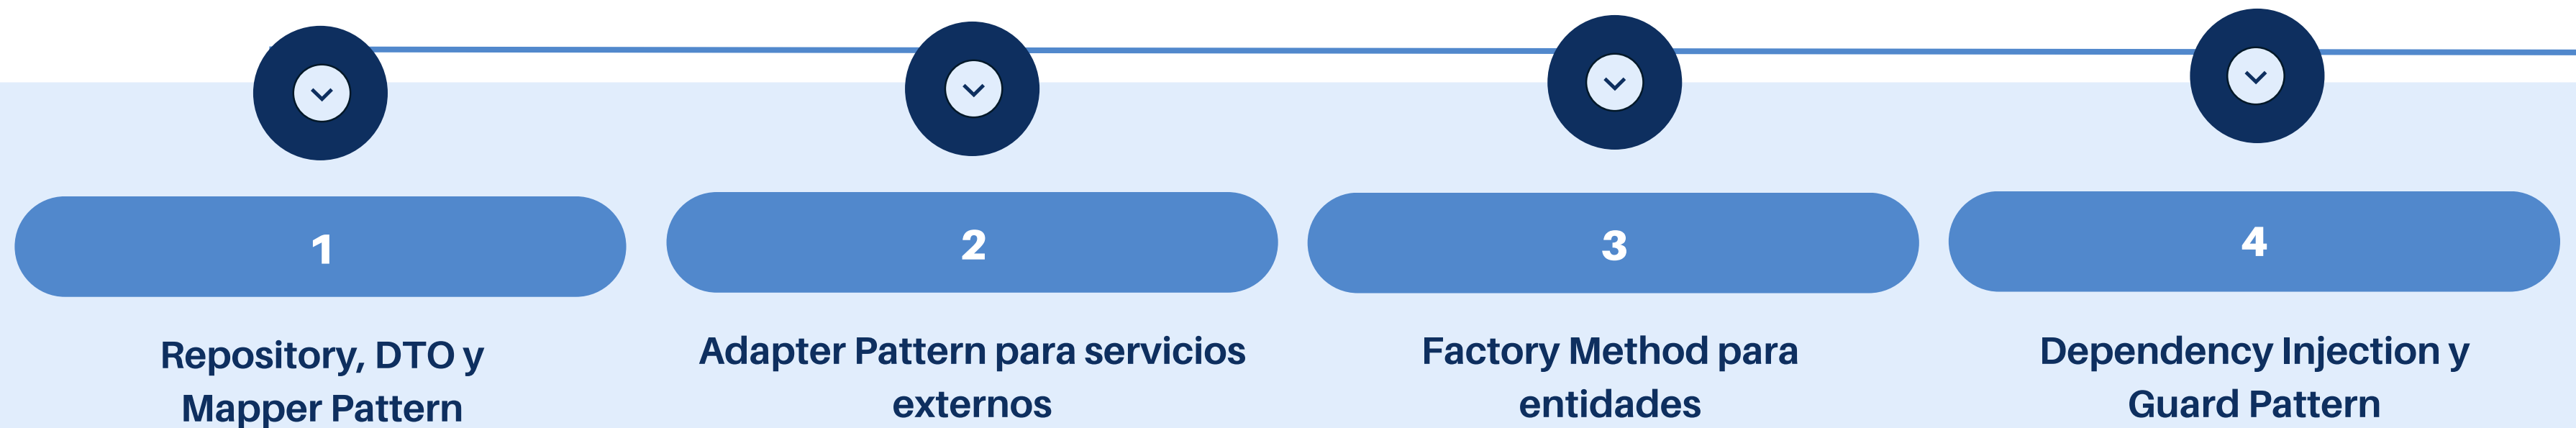 1
Repository, DTO y
Mapper Pattern
2
Adapter Pattern para servicios
externos
3
Factory Method para
entidades
4
Dependency Injection y
Guard Pattern